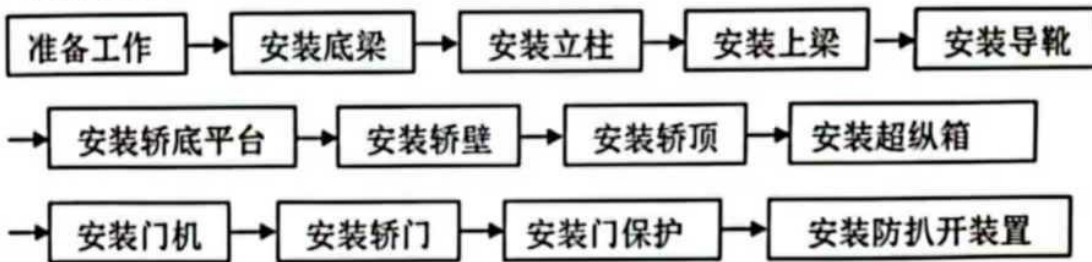 准备工作 安装底梁 安装立柱 安装上梁 安装导靴
安装轿底平台 安装轿壁 安装轿顶 安装超纵箱
安装门机 安装轿门 安装门保护 安装防扒开装置